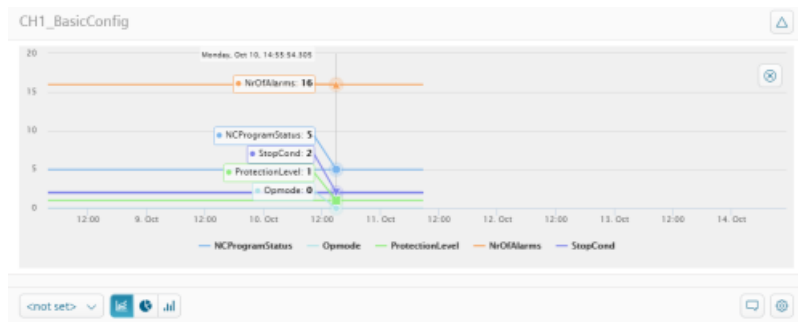 CH1_BasicConfig
20
Monday, Oct 10, 14:55:54.305
NrOfAlarms: 16
15
10
NCProgramStatus: 5
StopCond: 2
5
ProtectionLevel: 1
Opmode: 0
0
12:00 9. Oct 12:00 10. Oct 12:00 11. Oct 12:00 12. Oct 12:00 13. Oct 12:00 14. Oct
NCProgramStatus Opmode ProtectionLevel NrOfAlarms StopCond
<not set>